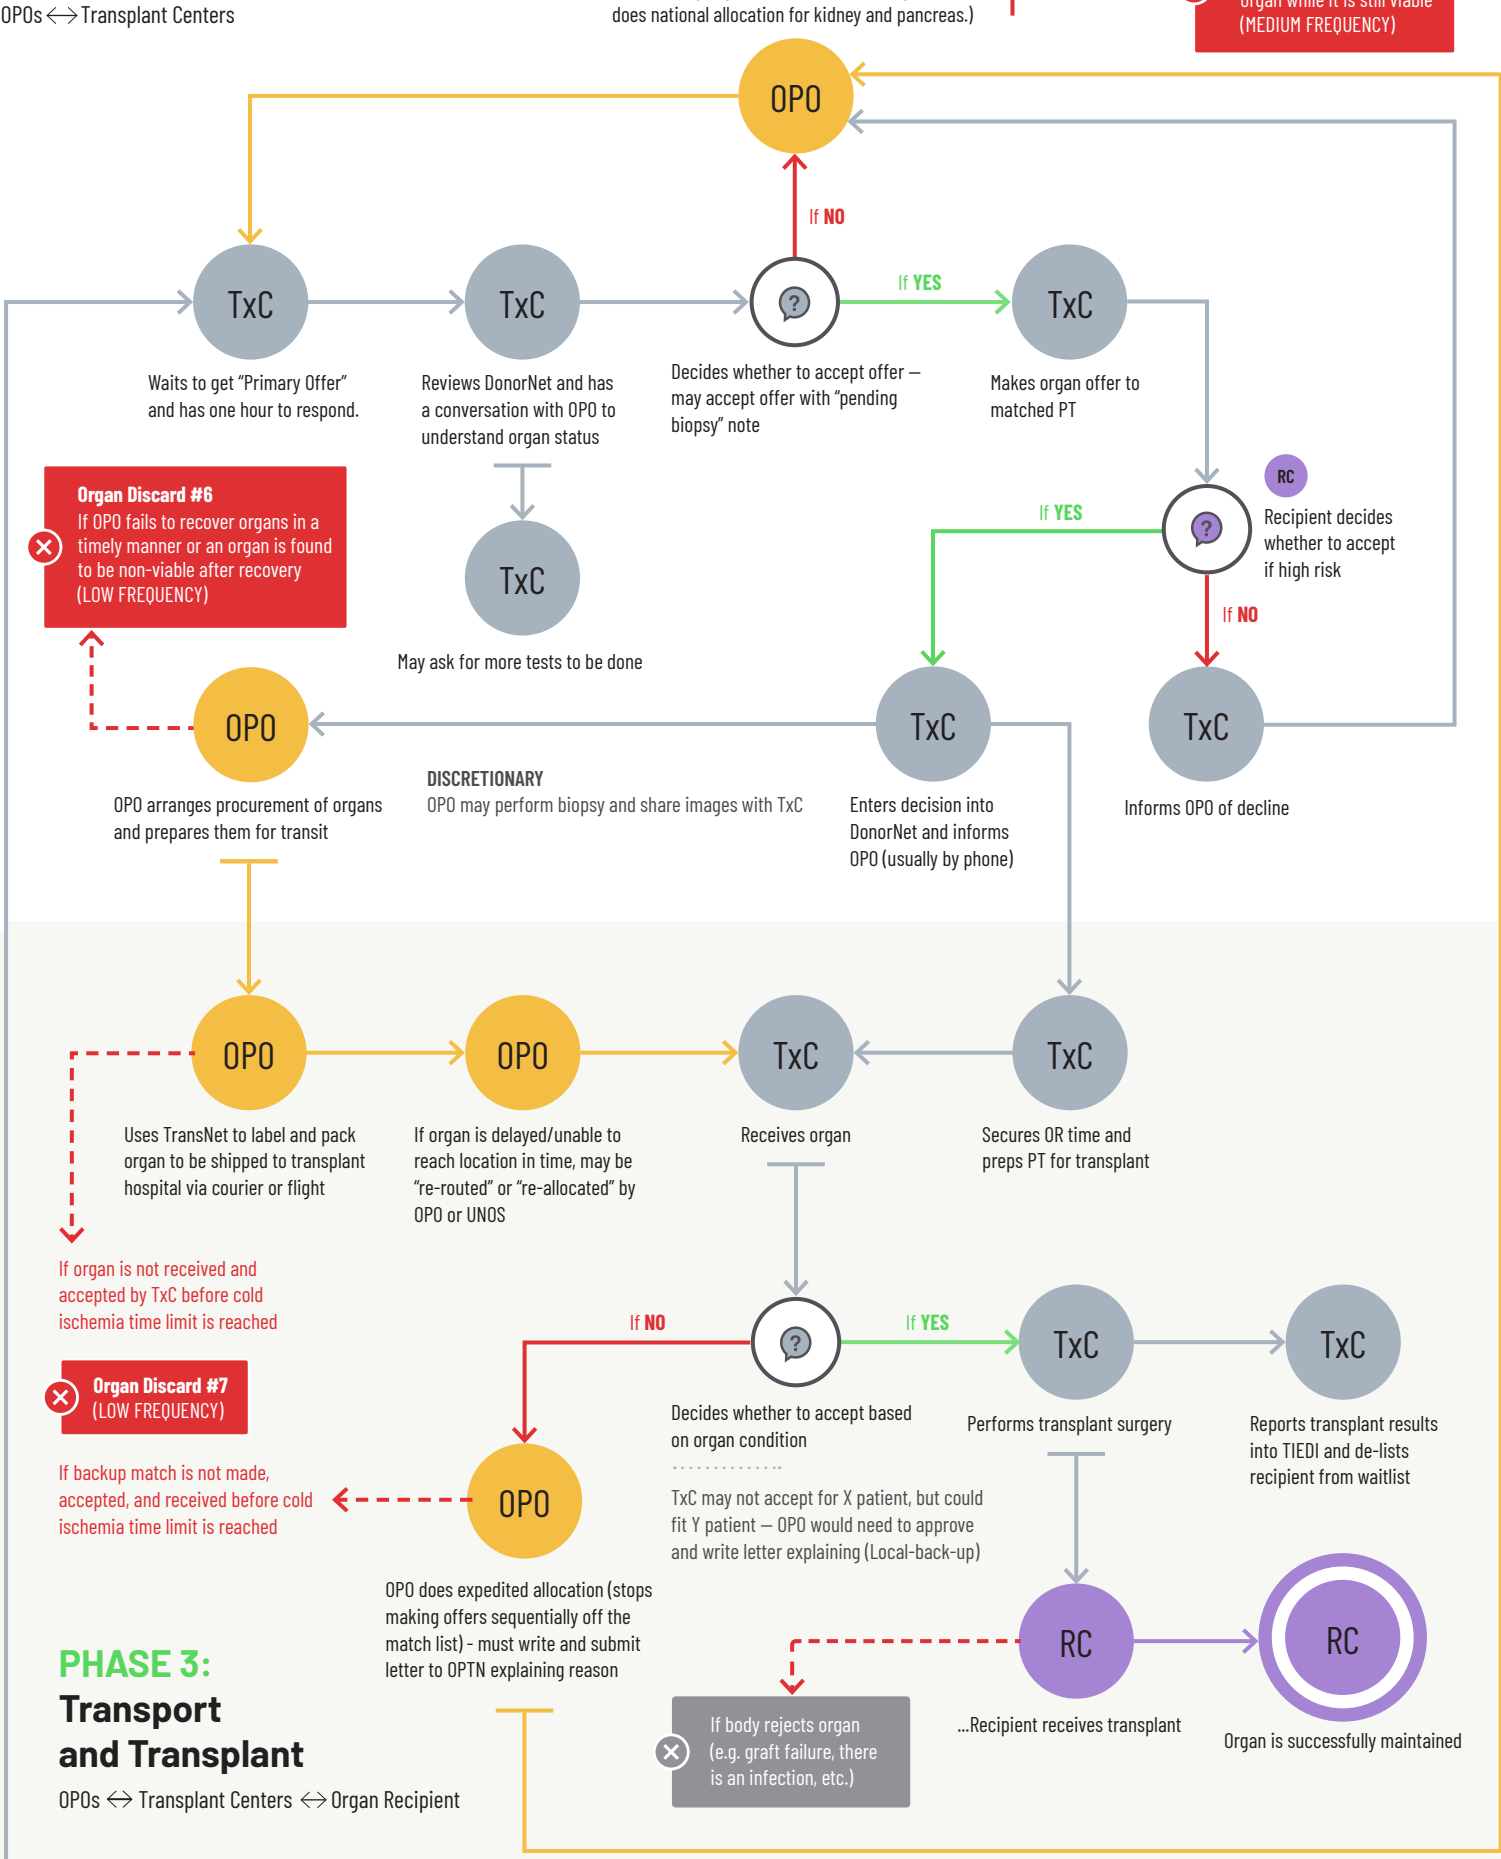 OPOs ↔ Transplant Centers
does national allocation for kidney and pancreas.)
organ while it is still viable
(MEDIUM FREQUENCY)
OPO
If NO
If YES
TxC
TxC
?
TxC
Waits to get “Primary Offer”
and has one hour to respond.
Reviews DonorNet and has
a conversation with OPO to
understand organ status
Decides whether to accept offer —
may accept offer with “pending
biopsy” note
Makes organ offer to
matched PT
Organ Discard #6
If OPO fails to recover organs in a
timely manner or an organ is found
to be non-viable after recovery
(LOW FREQUENCY)
TxC
May ask for more tests to be done
If YES
?
RC
Recipient decides
whether to accept
if high risk
If NO
OPO
TxC
TxC
OPO arranges procurement of organs
and prepares them for transit
DISCRETIONARY
OPO may perform biopsy and share images with TxC
Enters decision into
DonorNet and informs
OPO (usually by phone)
Informs OPO of decline
OPO
OPO
TxC
TxC
Uses TransNet to label and pack
organ to be shipped to transplant
hospital via courier or flight
If organ is delayed/unable to
reach location in time, may be
“re-routed” or “re-allocated” by
OPO or UNOS
Receives organ
Secures OR time and
preps PT for transplant
If organ is not received and
accepted by TxC before cold
ischemia time limit is reached
Organ Discard #7
(LOW FREQUENCY)
If backup match is not made,
accepted, and received before cold
ischemia time limit is reached
If NO
?
If YES
TxC
TxC
Decides whether to accept based
on organ condition
TxC may not accept for X patient, but could
fit Y patient — OPO would need to approve
and write letter explaining (Local-back-up)
Performs transplant surgery
Reports transplant results
into TIEDI and de-lists
recipient from waitlist
OPO
OPO does expedited allocation (stops
making offers sequentially off the
match list) - must write and submit
letter to OPTN explaining reason
RC
RC
...Recipient receives transplant
Organ is successfully maintained
If body rejects organ
(e.g. graft failure, there
is an infection, etc.)
PHASE 3:
Transport
and Transplant
OPOs ↔ Transplant Centers ↔ Organ Recipient